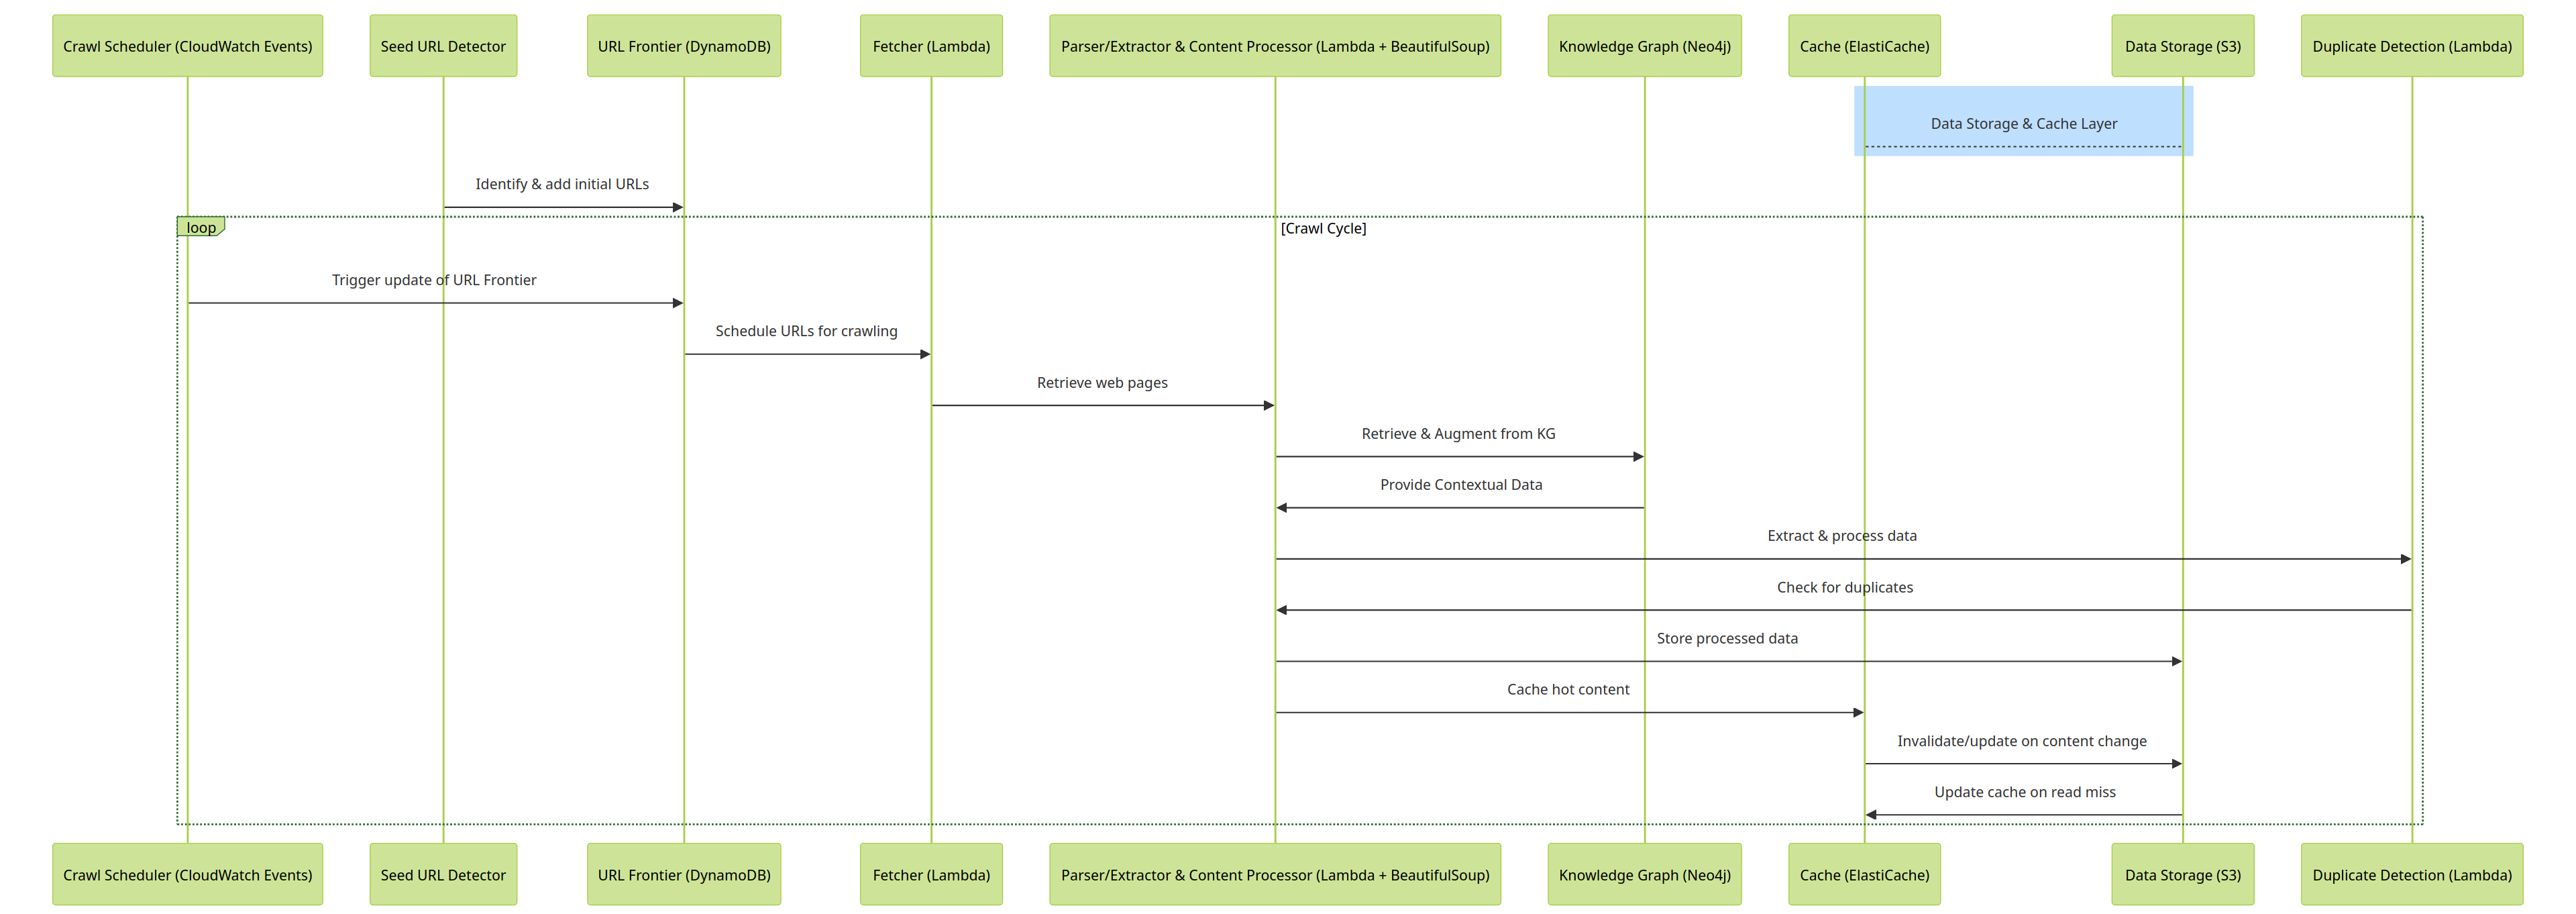 Crawl Scheduler (CloudWatch Events)
Seed URL Detector
URL Frontier (DynamoDB)
Fetcher (Lambda)
Parser/Extractor & Content Processor (Lambda + BeautifulSoup)
Knowledge Graph (Neo4j)
Cache (ElastiCache)
Data Storage (S3)
Duplicate Detection (Lambda)
Data Storage & Cache Layer
Identify & add initial URLs
loop
[Crawl Cycle]
Trigger update of URL Frontier
Schedule URLs for crawling
Retrieve web pages
Retrieve & Augment from KG
Provide Contextual Data
Extract & process data
Check for duplicates
Store processed data
Cache hot content
Invalidate/update on content change
Update cache on read miss
Crawl Scheduler (CloudWatch Events)
Seed URL Detector
URL Frontier (DynamoDB)
Fetcher (Lambda)
Parser/Extractor & Content Processor (Lambda + BeautifulSoup)
Knowledge Graph (Neo4j)
Cache (ElastiCache)
Data Storage (S3)
Duplicate Detection (Lambda)